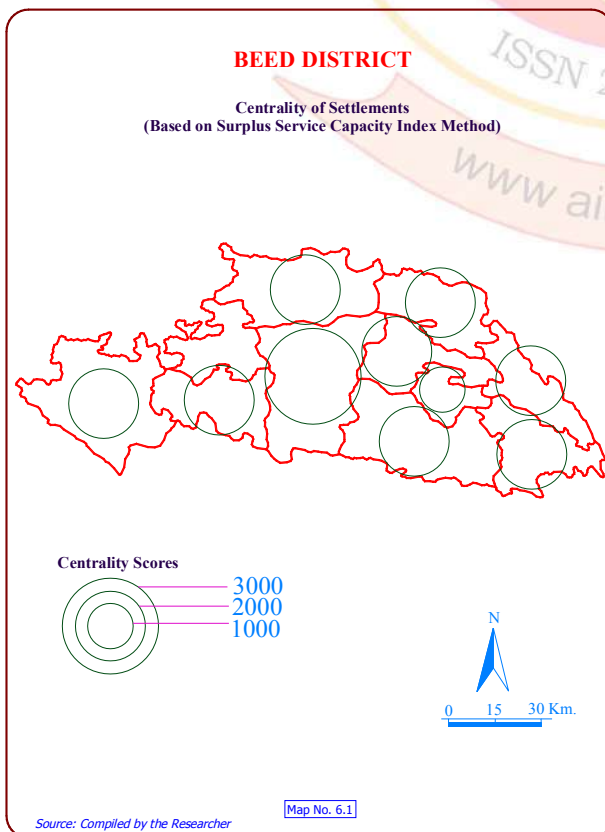 ISSN 2
www ai
BEED DISTRICT
Centrality of Settlements
(Based on Surplus Service Capacity Index Method)
Centrality Scores
3000
2000
1000
N
0 15 30 Km.
Map No. 6.1
Source: Compiled by the Researcher